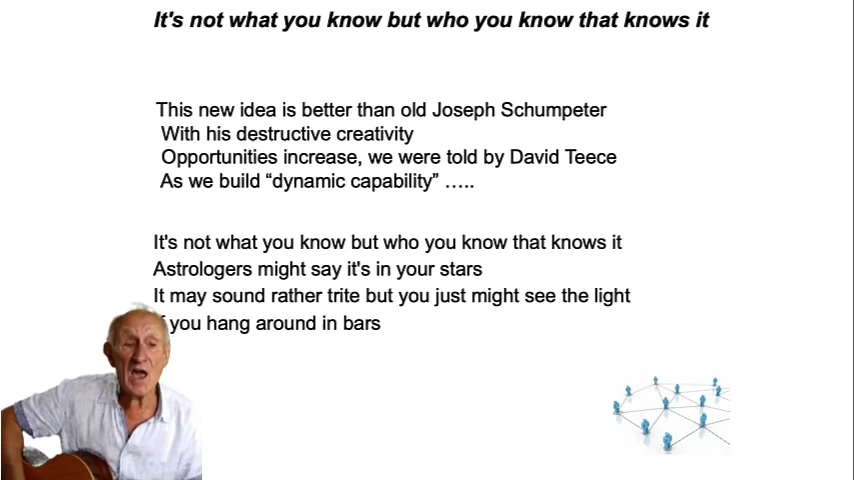 It's not what you know but who you know that knows it
This new idea is better than old Joseph Schumpeter
With his destructive creativity
Opportunities increase, we were told by David Teece
As we build “dynamic capability” …..
It's not what you know but who you know that knows it
Astrologers might say it's in your stars
It may sound rather trite but you just might see the light
you hang around in bars